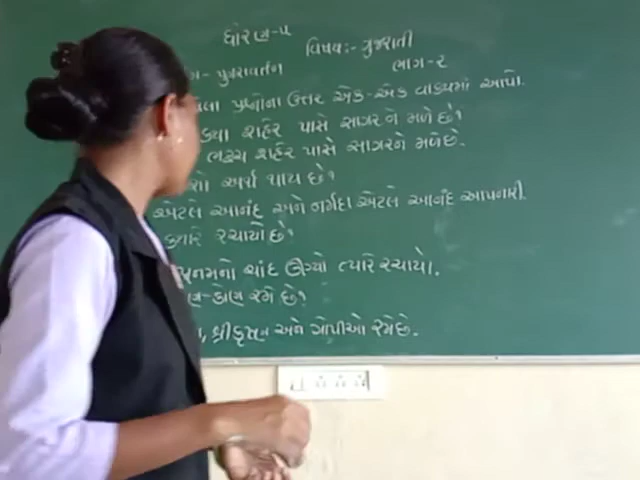 ધોરણ-૫
વિષય:- ગુજરાતી
- પુનરાવર્તન
ભાગ-૨
પ્રશ્નોના ઉત્તર એક-એક વાક્યમાં આપો.
કયા શહેર પાસે સાગરને મળે છે?
ભરૂચ શહેર પાસે સાગરને મળે છે.
શો અર્થ થાય છે?
એટલે આનંદ અને નર્મદા એટલે આનંદ આપનારી.
ક્યારે રચાયો છે?
પૂનમનો ચાંદ ઊગ્યો ત્યારે રચાયો.
કોણ-કોણ રમે છે?
, શ્રીકૃષ્ણ અને ગોપીઓ રમે છે.